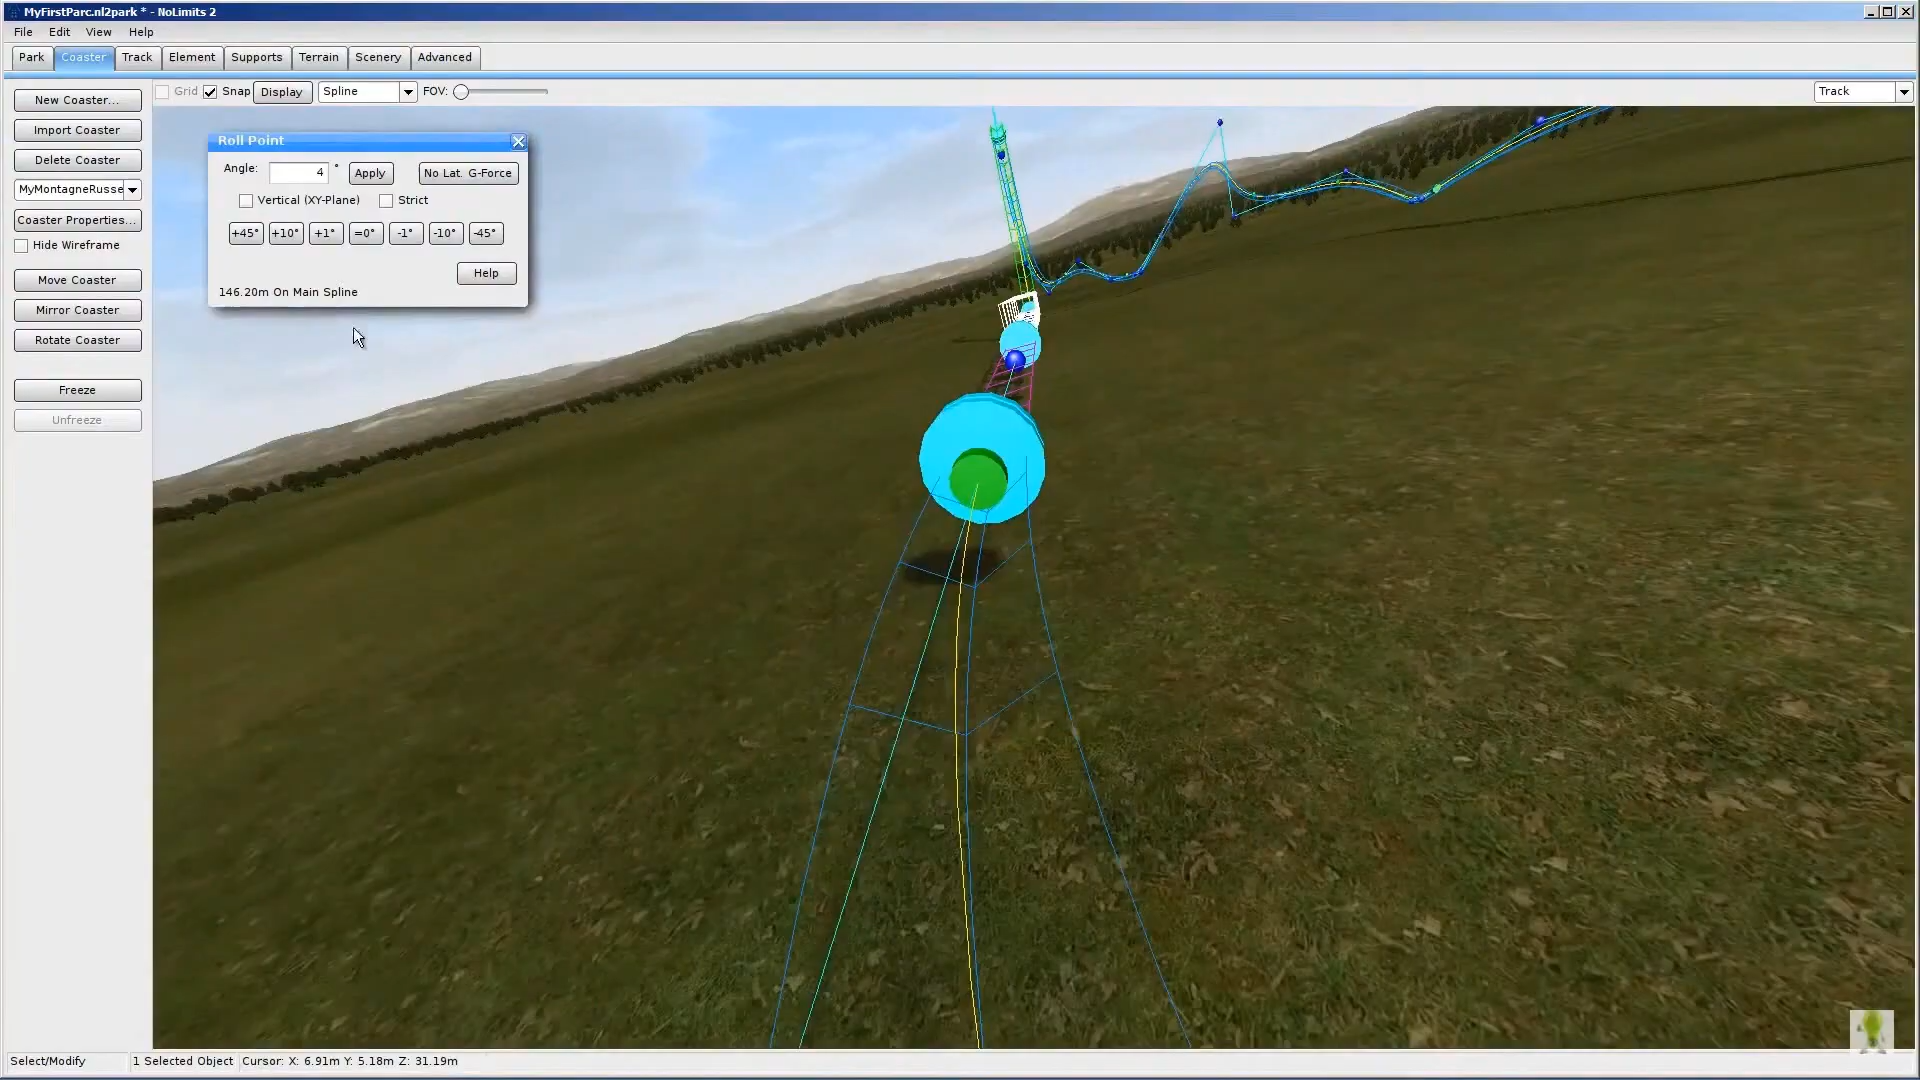 MyFirstParc.nl2park * - NoLimits 2
File Edit View Help
Park Coaster Track Element Supports Terrain Scenery Advanced
New Coaster...
Import Coaster
Delete Coaster
MyMontagneRusse
Coaster Properties...
Hide Wireframe
Move Coaster
Mirror Coaster
Rotate Coaster
Freeze
Unfreeze
Grid Snap Display Spline FOV: Track
Roll Point
Angle: 4 ° Apply No Lat. G-Force
Vertical (XY-Plane) Strict
+45° +10° +1° =0° -1° -10° -45°
Help
146.20m On Main Spline
Select/Modify 1 Selected Object Cursor: X: 6.91m Y: 5.18m Z: 31.19m